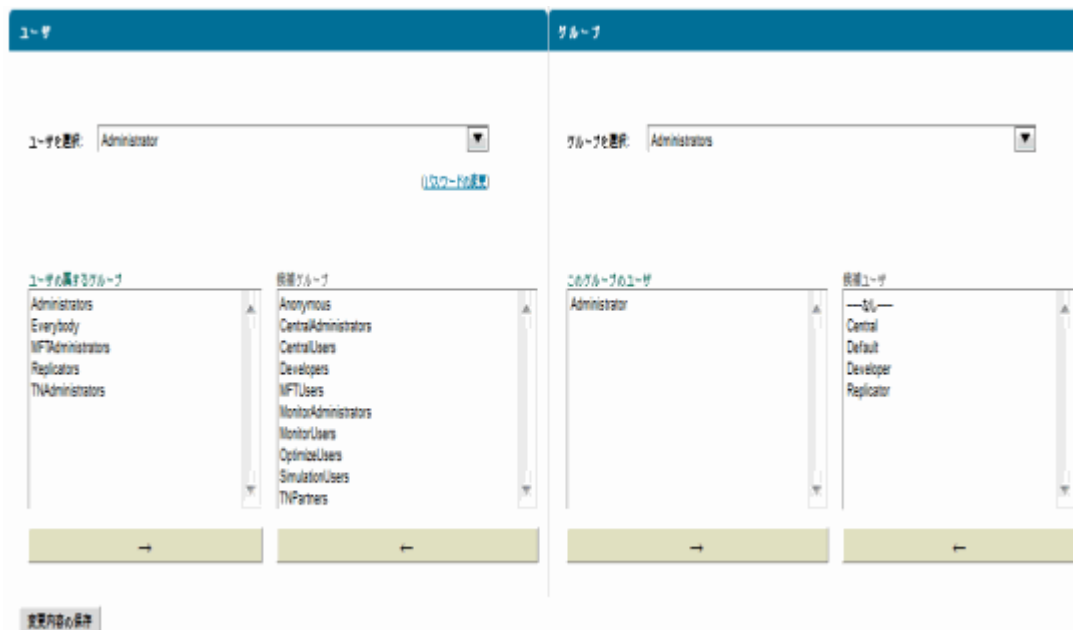 ユーザ
ユーザを選択: Administrator
(パスワードの変更)
ユーザの属するグループ
Administrators
Everybody
MFTAdministrators
Replicators
TNAdministrators
→
候補グループ
Anonymous
CentralAdministrators
CentralUsers
Developers
MFTUsers
MonitorAdministrators
MonitorUsers
OptimizeUsers
SimulationUsers
TNPartners
←
グループ
グループを選択: Administrators
このグループのユーザ
Administrator
→
候補ユーザ
----なし----
Central
Default
Developer
Replicator
←
変更内容の保存